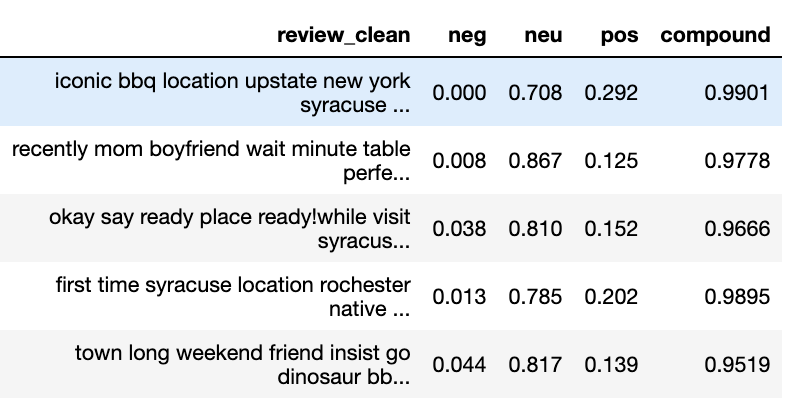 review_clean neg neu pos compound
iconic bbq location upstate new york
syracuse ... 0.000 0.708 0.292 0.9901
recently mom boyfriend wait minute table
perfe... 0.008 0.867 0.125 0.9778
okay say ready place ready!while visit
syracus... 0.038 0.810 0.152 0.9666
first time syracuse location rochester
native ... 0.013 0.785 0.202 0.9895
town long weekend friend insist go
dinosaur bb... 0.044 0.817 0.139 0.9519